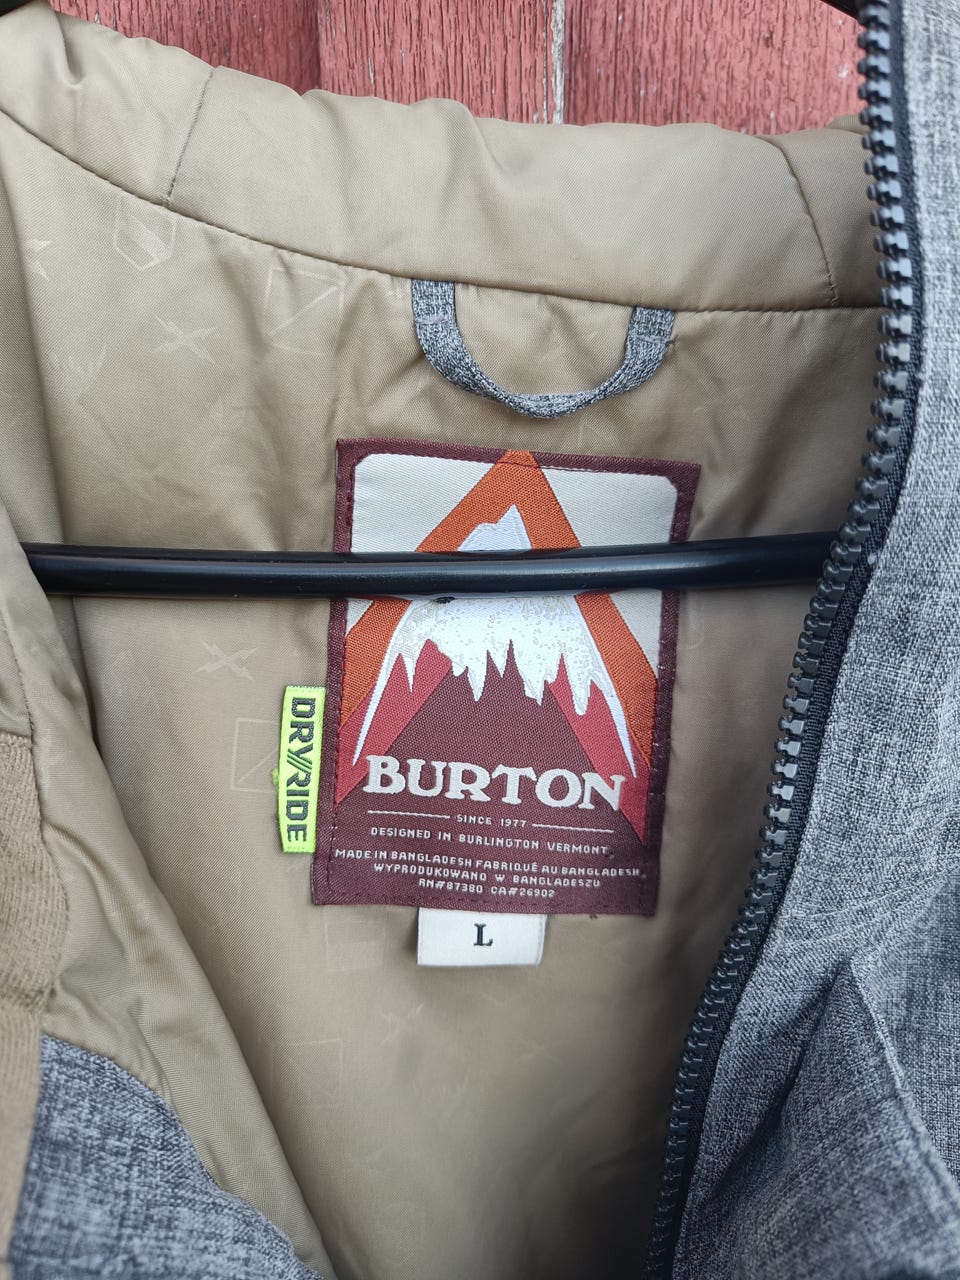 DRY//RIDE
BURTON
SINCE 1977
DESIGNED IN BURLINGTON VERMONT
MADE IN BANGLADESH FABRIQUÉ AU BANGLADESH
WYPRODUKOWANO W BANGLADESZU
RN#87380 CA#26902
L